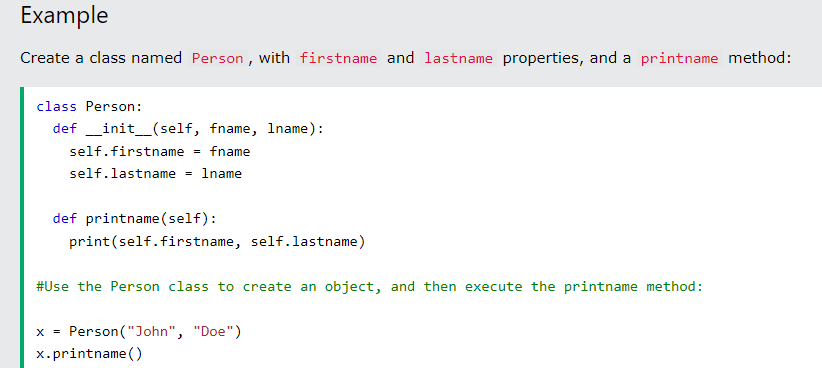 Example
Create a class named Person , with firstname and lastname properties, and a printname method:
class Person:
  def __init__(self, fname, lname):
    self.firstname = fname
    self.lastname = lname

  def printname(self):
    print(self.firstname, self.lastname)

#Use the Person class to create an object, and then execute the printname method:

x = Person("John", "Doe")
x.printname()